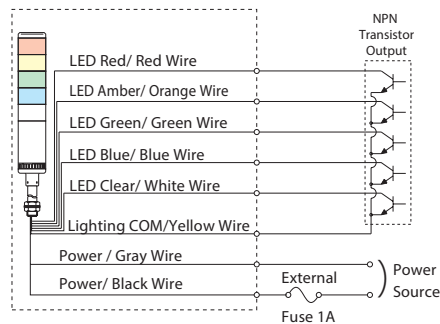 NPN
Transistor
Output
LED Red/ Red Wire
LED Amber/ Orange Wire
LED Green/ Green Wire
LED Blue/ Blue Wire
LED Clear/ White Wire
Lighting COM/Yellow Wire
Power / Gray Wire
Power/ Black Wire
External
Fuse 1A
Power
Source